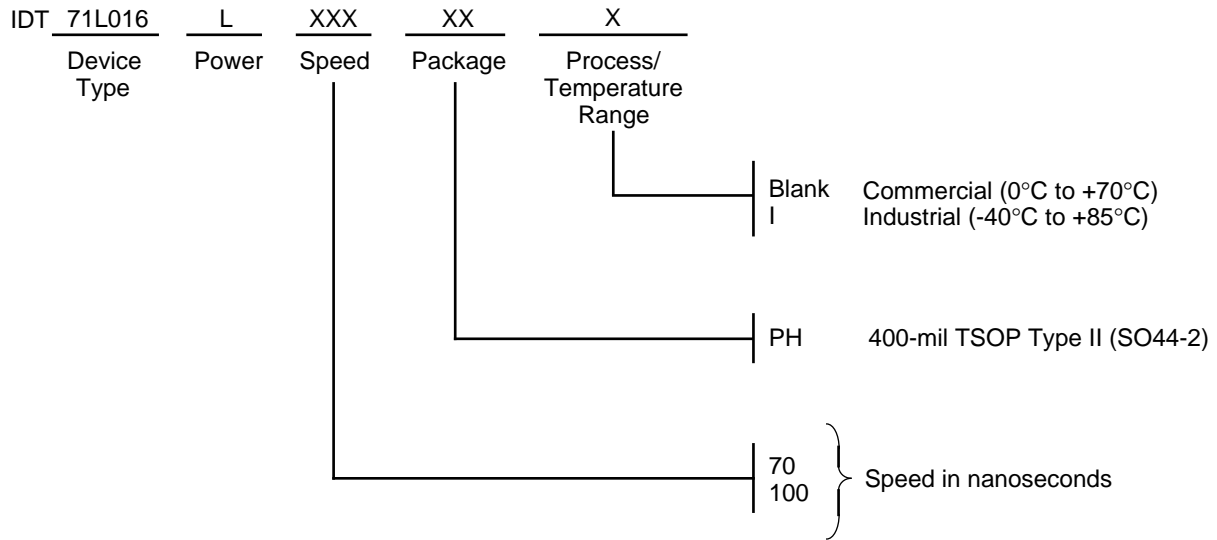 IDT 71L016 L XXX XX X
Device Type
Power
Speed
Package
Process/
Temperature
Range
Blank Commercial (0°C to +70°C)
I Industrial (-40°C to +85°C)
PH 400-mil TSOP Type II (SO44-2)
70
100
Speed in nanoseconds